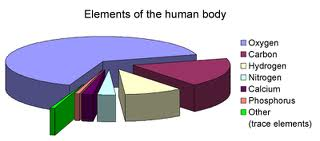 Elements of the human body
Oxygen
Carbon
Hydrogen
Nitrogen
Calcium
Phosphorus
Other
(trace elements)